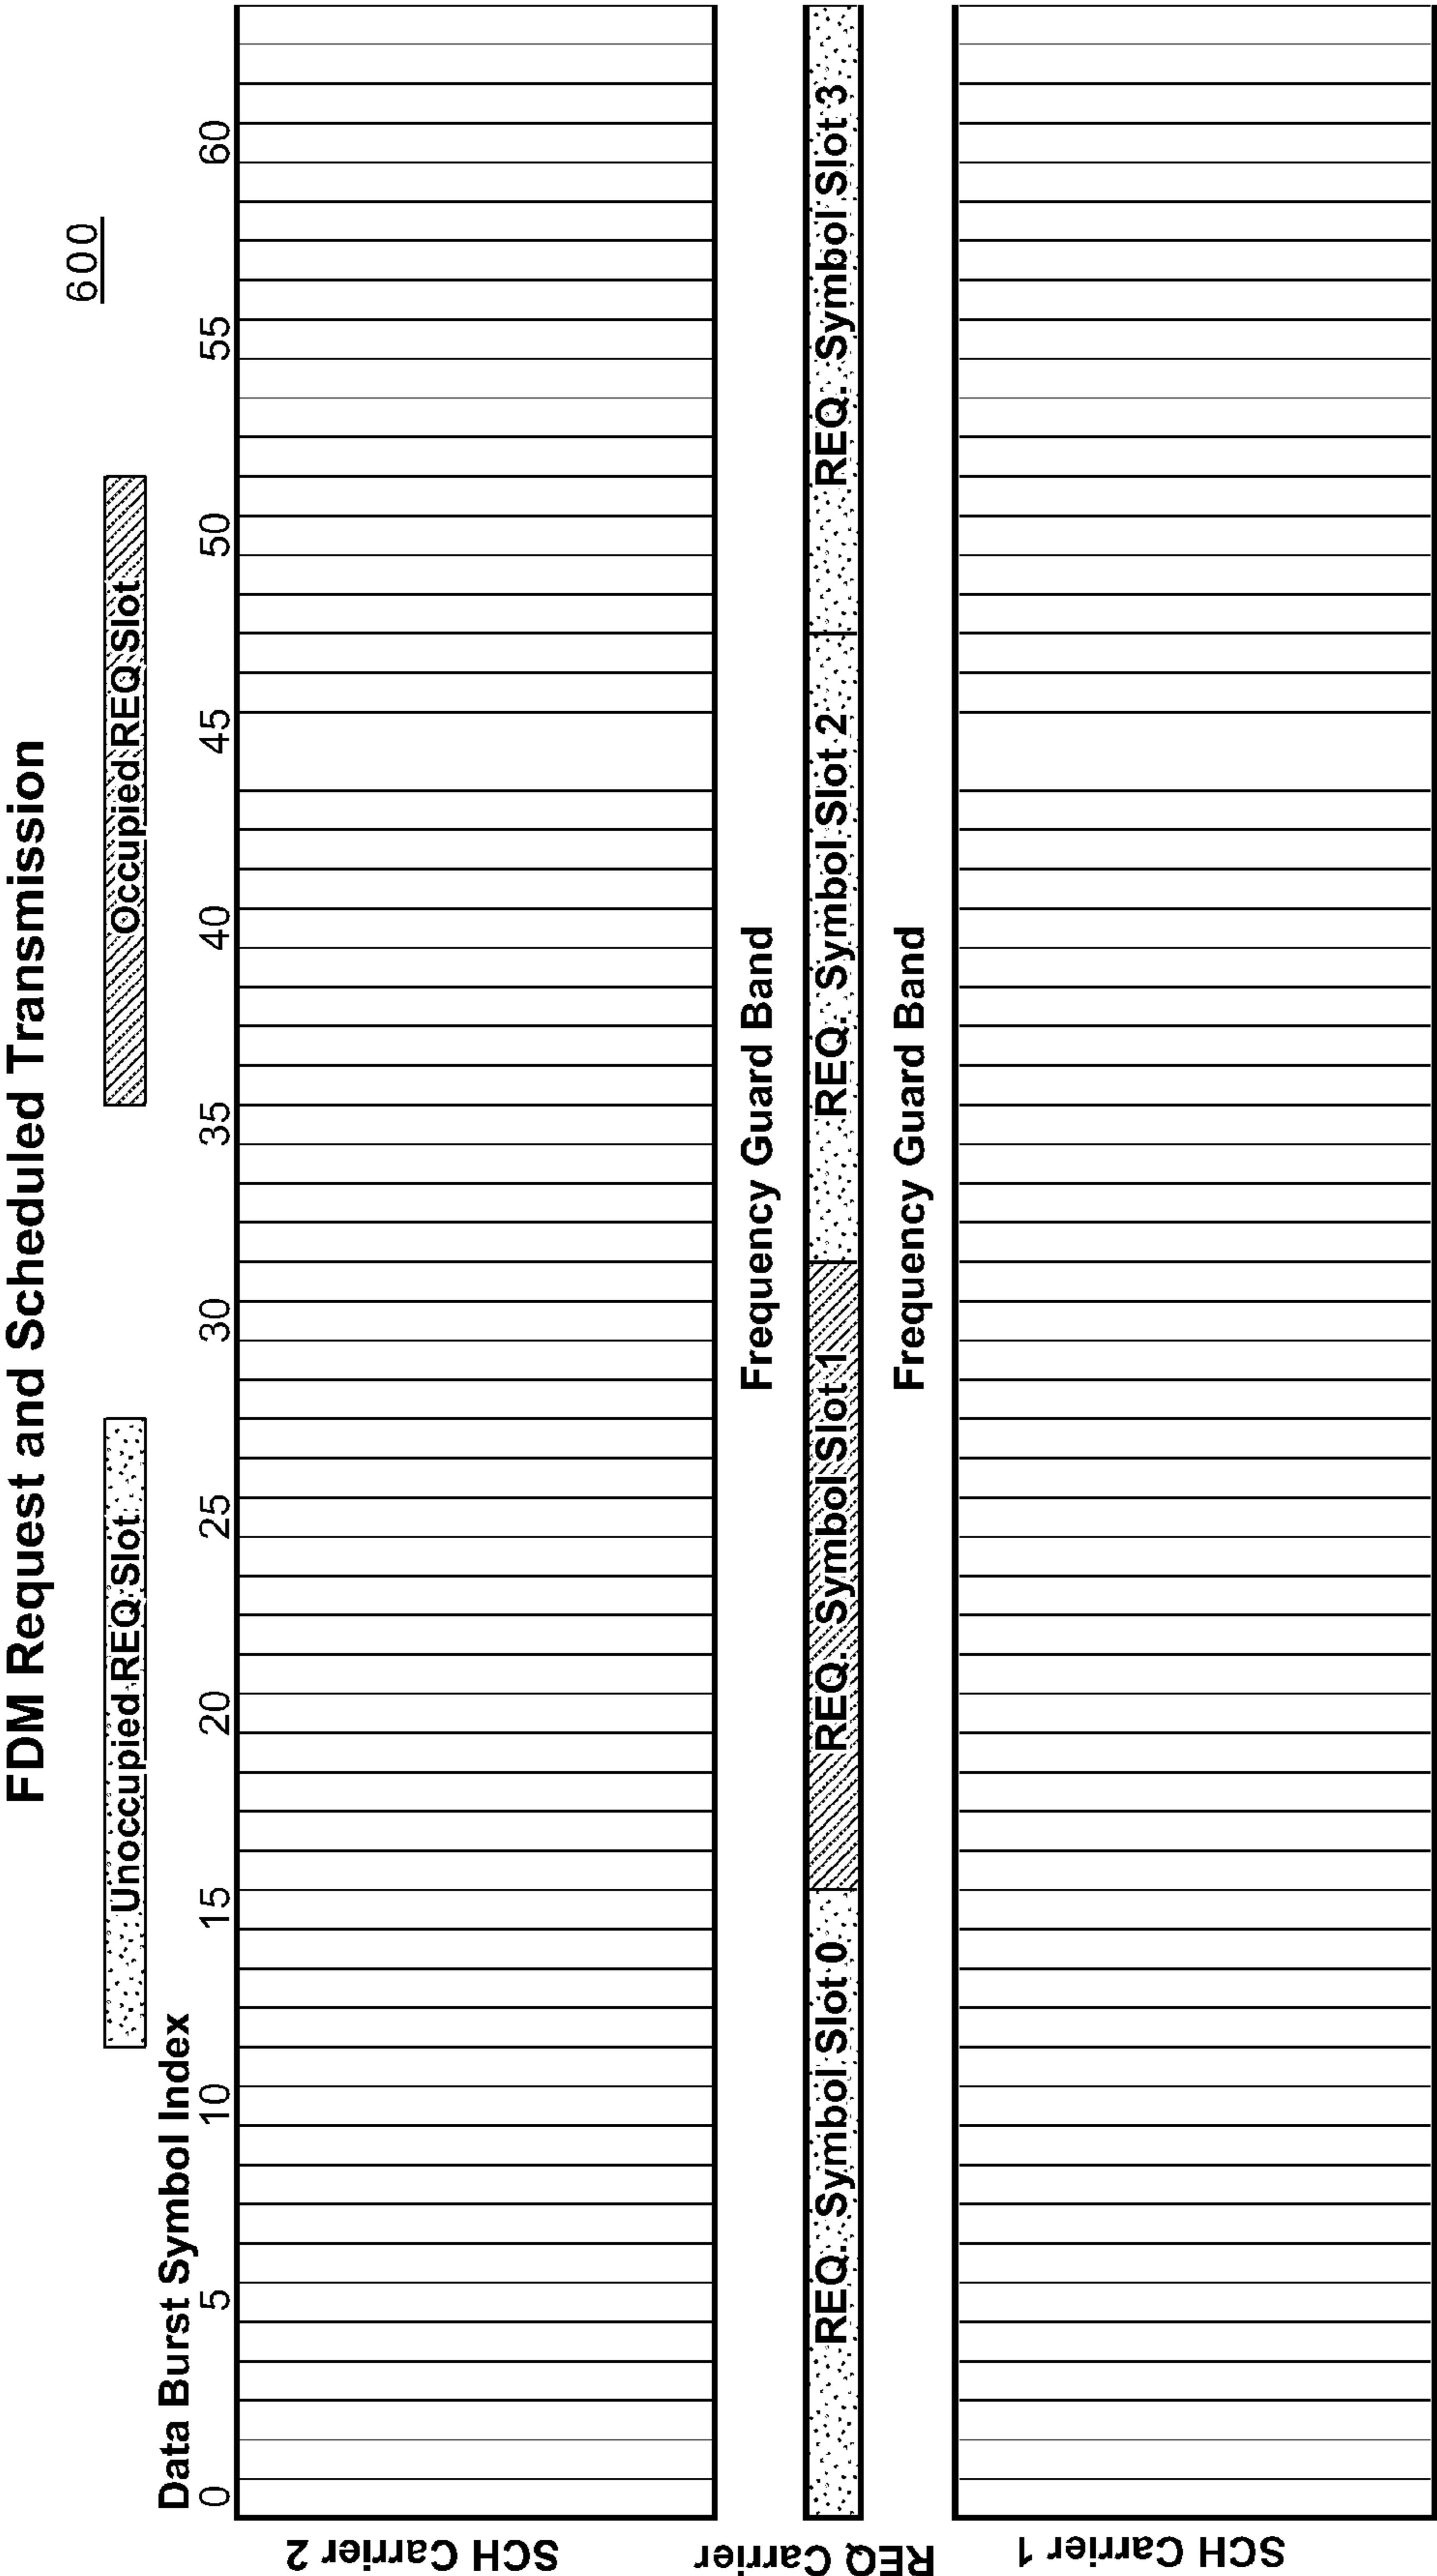 FDM Request and Scheduled Transmission
600
Unoccupied REQ Slot
Occupied REQ Slot
Data Burst Symbol Index
0 5 10 15 20 25 30 35 40 45 50 55 60
SCH Carrier 2
Frequency Guard Band
REQ Carrier
REQ. Symbol Slot 0
REQ. Symbol Slot 1
REQ. Symbol Slot 2
REQ. Symbol Slot 3
Frequency Guard Band
SCH Carrier 1